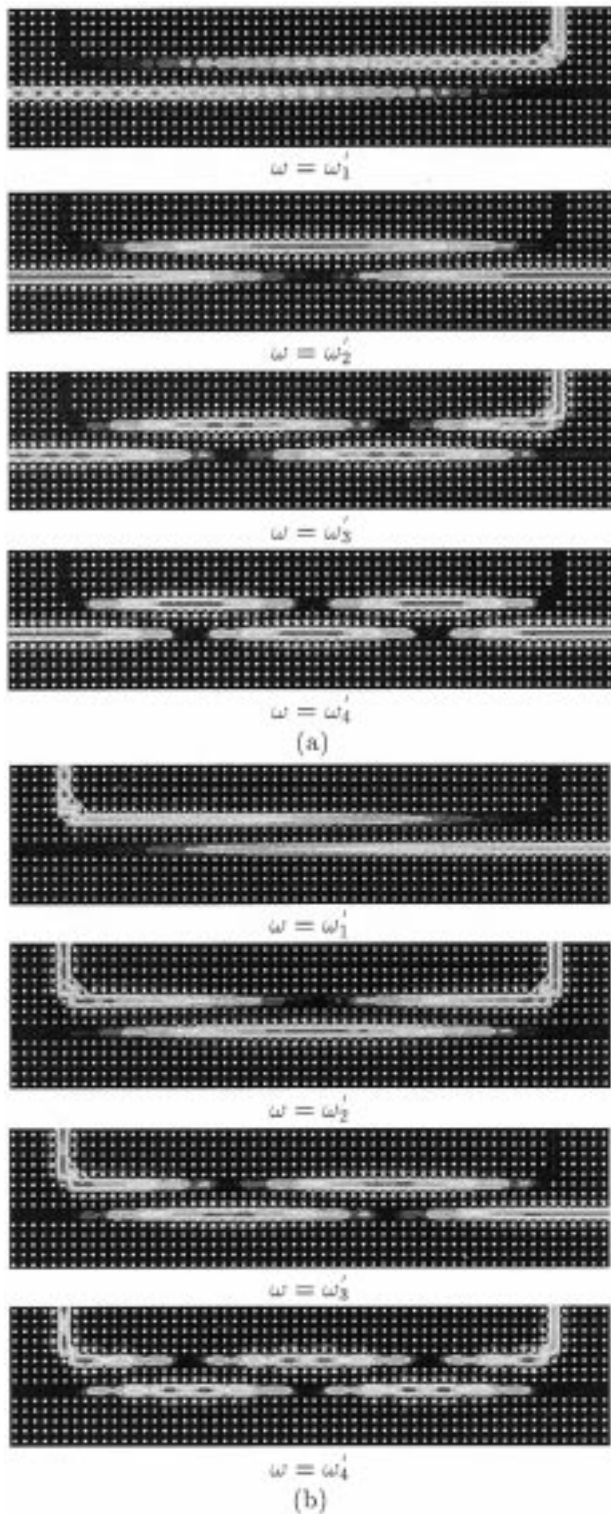 ω = ω′₁
ω = ω′₂
ω = ω′₃
ω = ω′₄
(a)
ω = ω′₁
ω = ω′₂
ω = ω′₃
ω = ω′₄
(b)